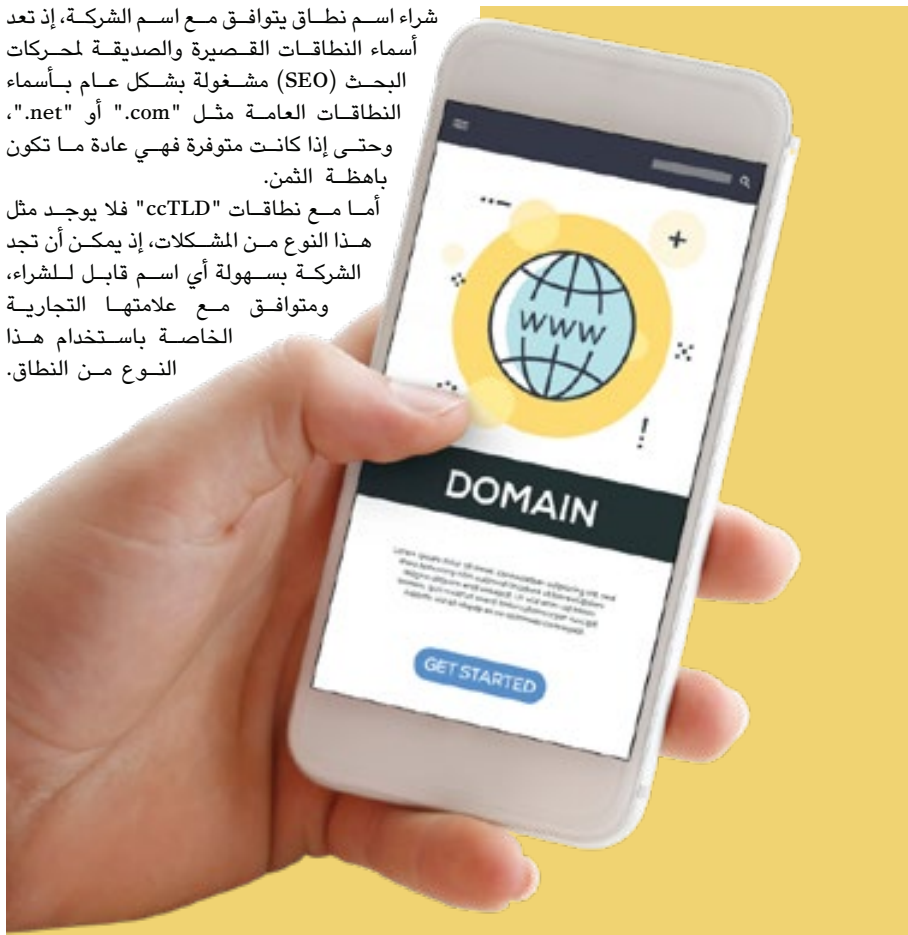 شراء اسم نطاق يتوافق مع اسم الشركة، إذ تعد
أسماء النطاقات القصيرة والصديقة لمحركات
البحث (SEO) مشغولة بشكل عام بأسماء
النطاقات العامة مثل "com." أو "net."،
وحتى إذا كانت متوفرة فهي عادة ما تكون
باهظة الثمن.
أما مع نطاقات "ccTLD" فلا يوجد مثل
هذا النوع من المشكلات، إذ يمكن أن تجد
الشركة بسهولة أي اسم قابل للشراء،
ومتوافق مع علامتها التجارية
الخاصة باستخدام هذا
النوع من النطاق.
WWW
DOMAIN
GET STARTED